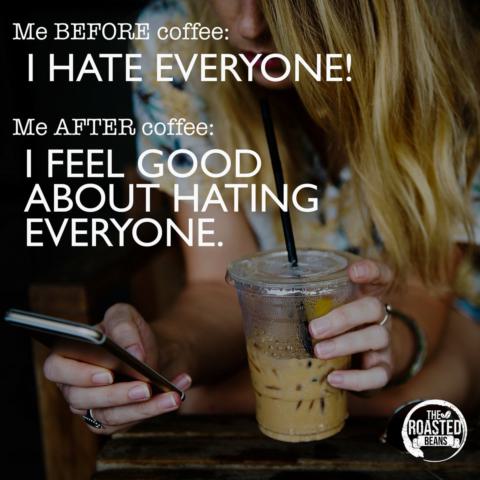 Me BEFORE coffee:
I HATE EVERYONE!
Me AFTER coffee:
I FEEL GOOD
ABOUT HATING
EVERYONE.
THE
ROASTED
BEANS